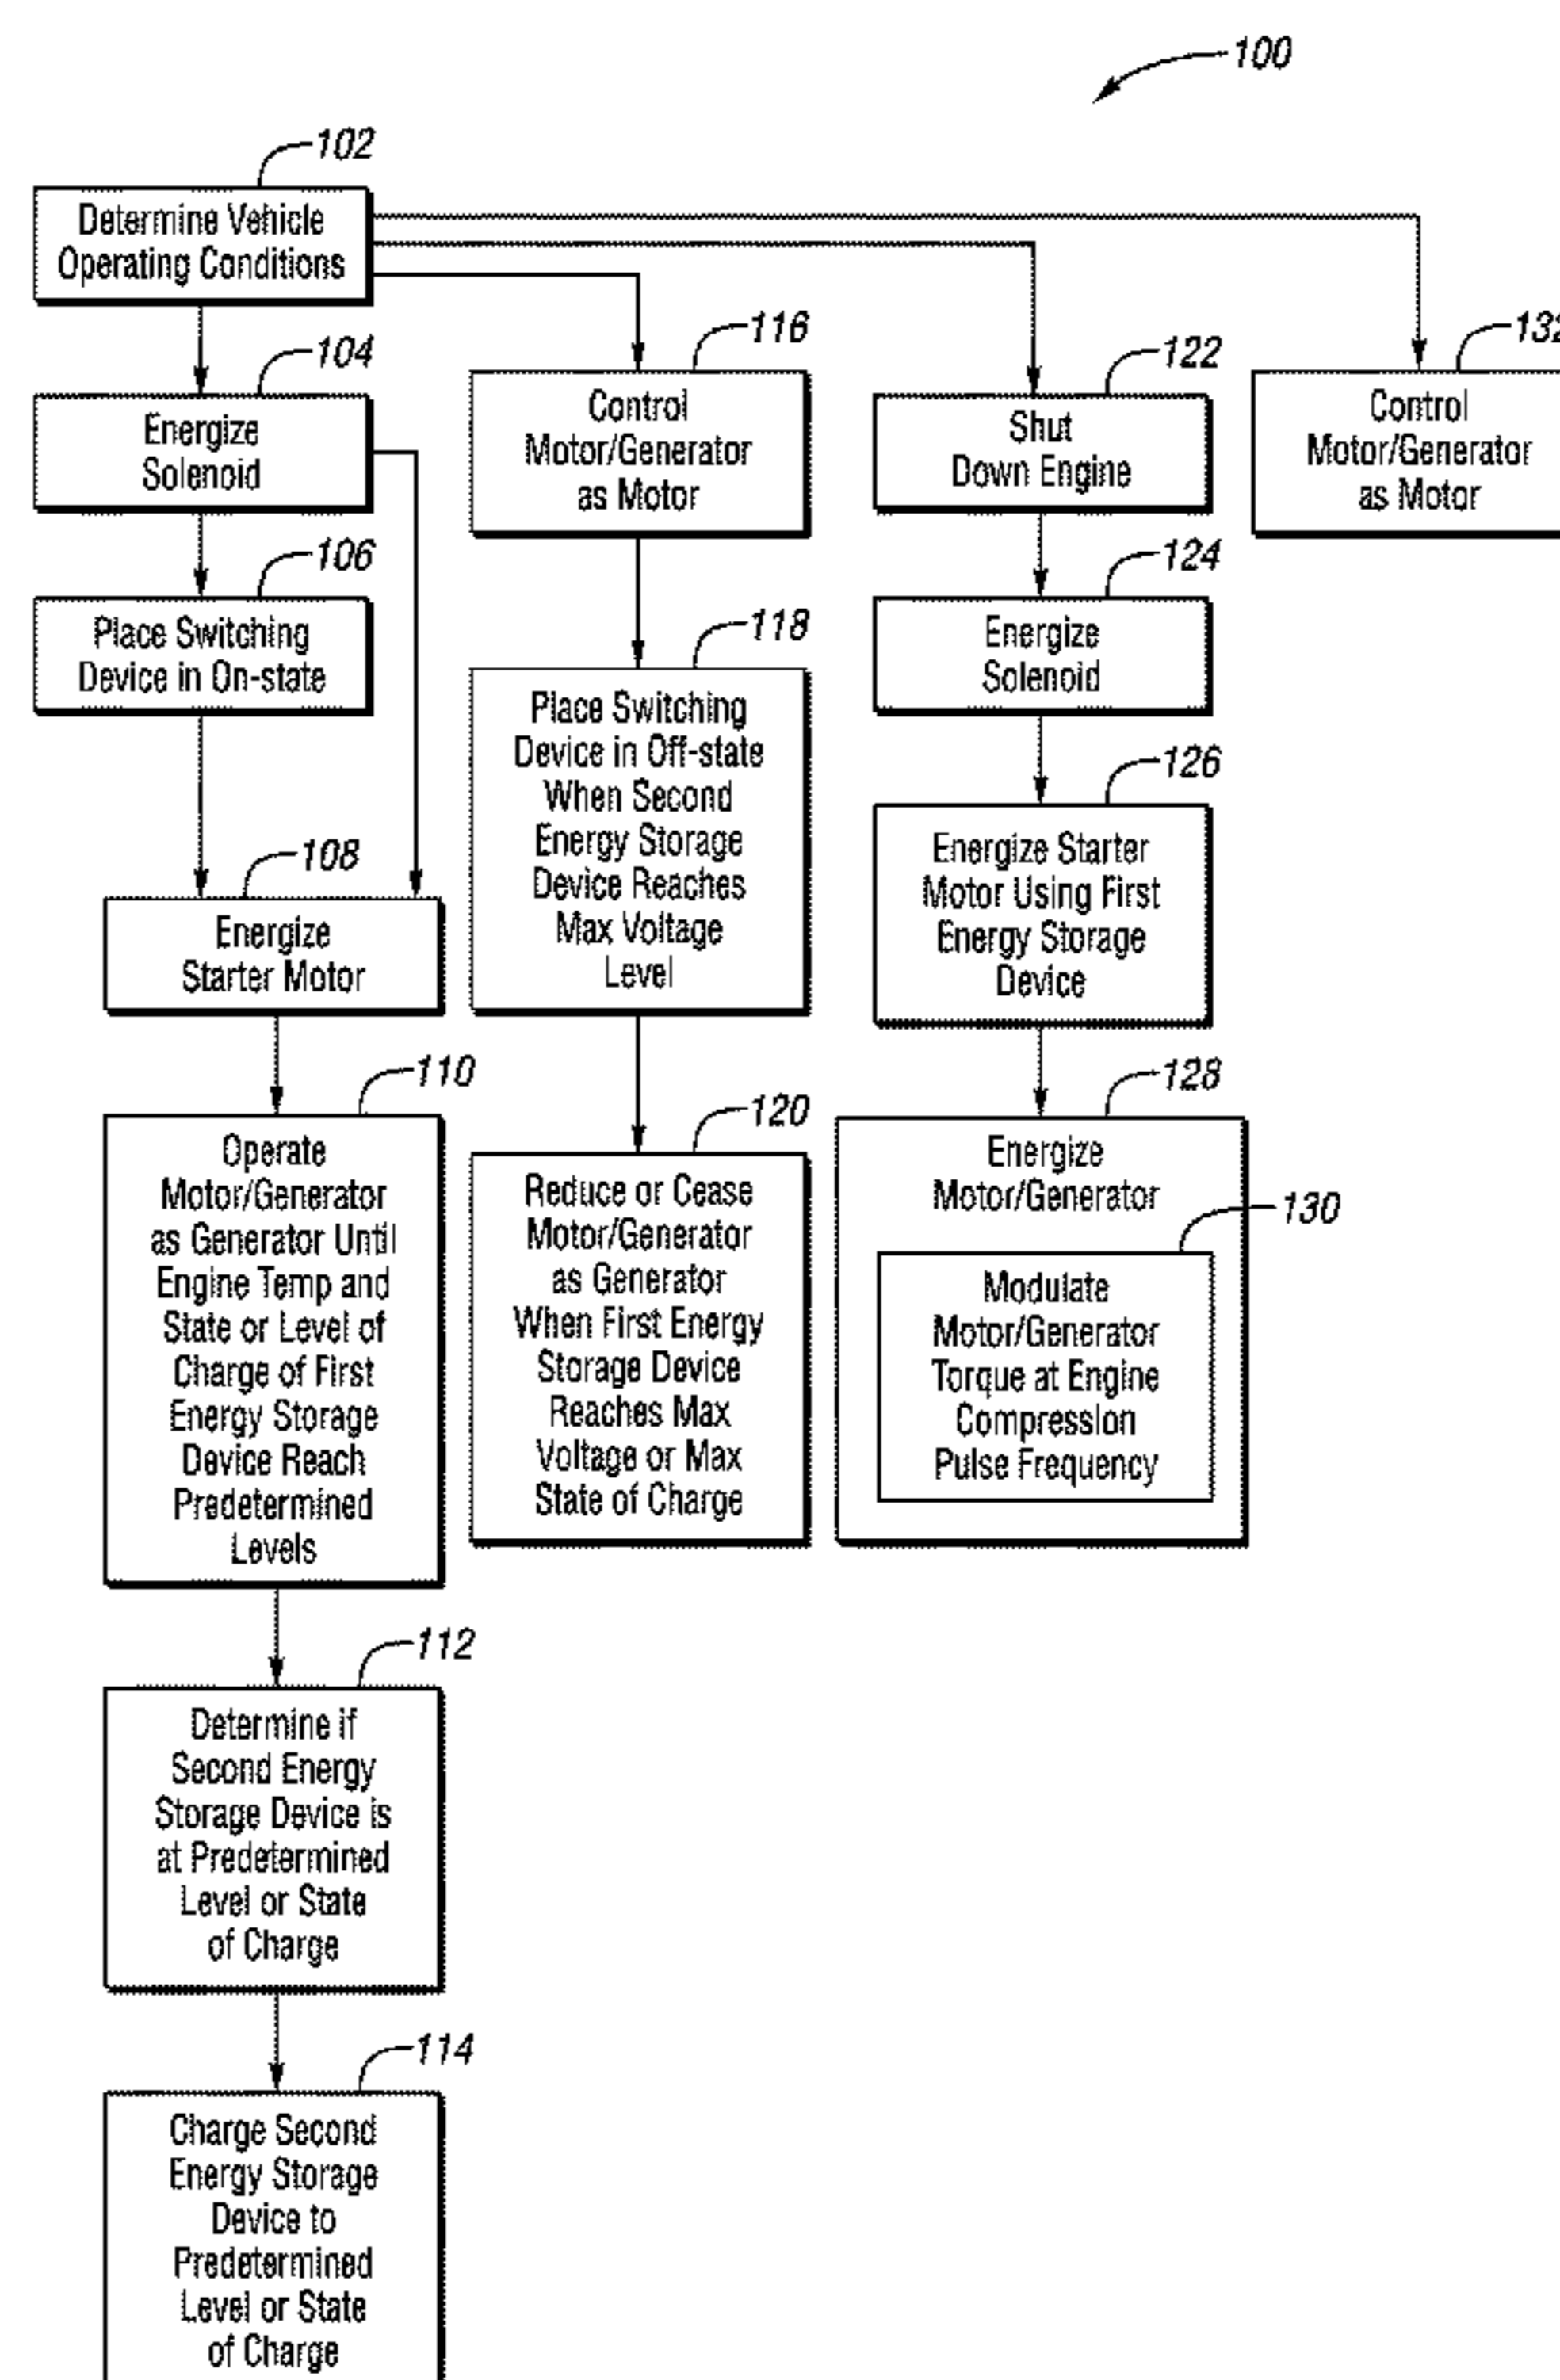 100
102
Determine Vehicle
Operating Conditions
104
Energize
Solenoid
106
Place Switching
Device in On-state
108
Energize
Starter Motor
110
Operate
Motor/Generator
as Generator Until
Engine Temp and
State or Level of
Charge of First
Energy Storage
Device Reach
Predetermined
Levels
112
Determine if
Second Energy
Storage Device is
at Predetermined
Level or State
of Charge
114
Charge Second
Energy Storage
Device to
Predetermined
Level or State
of Charge
116
Control
Motor/Generator
as Motor
118
Place Switching
Device in Off-state
When Second
Energy Storage
Device Reaches
Max Voltage
Level
120
Reduce or Cease
Motor/Generator
as Generator
When First Energy
Storage Device
Reaches Max
Voltage or Max
State of Charge
122
Shut
Down Engine
124
Energize
Solenoid
126
Energize Starter
Motor Using First
Energy Storage
Device
128
Energize
Motor/Generator
130
Modulate
Motor/Generator
Torque at Engine
Compression
Pulse Frequency
132
Control
Motor/Generator
as Motor